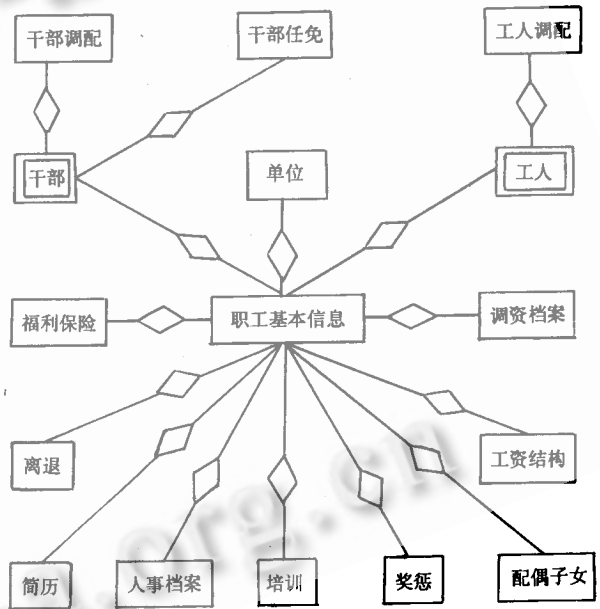 干部调配
干部任免
工人调配
干部
单位
工人
福利保险
职工基本信息
调资档案
离退
工资结构
简历
人事档案
培训
奖惩
配偶子女
.org.cn